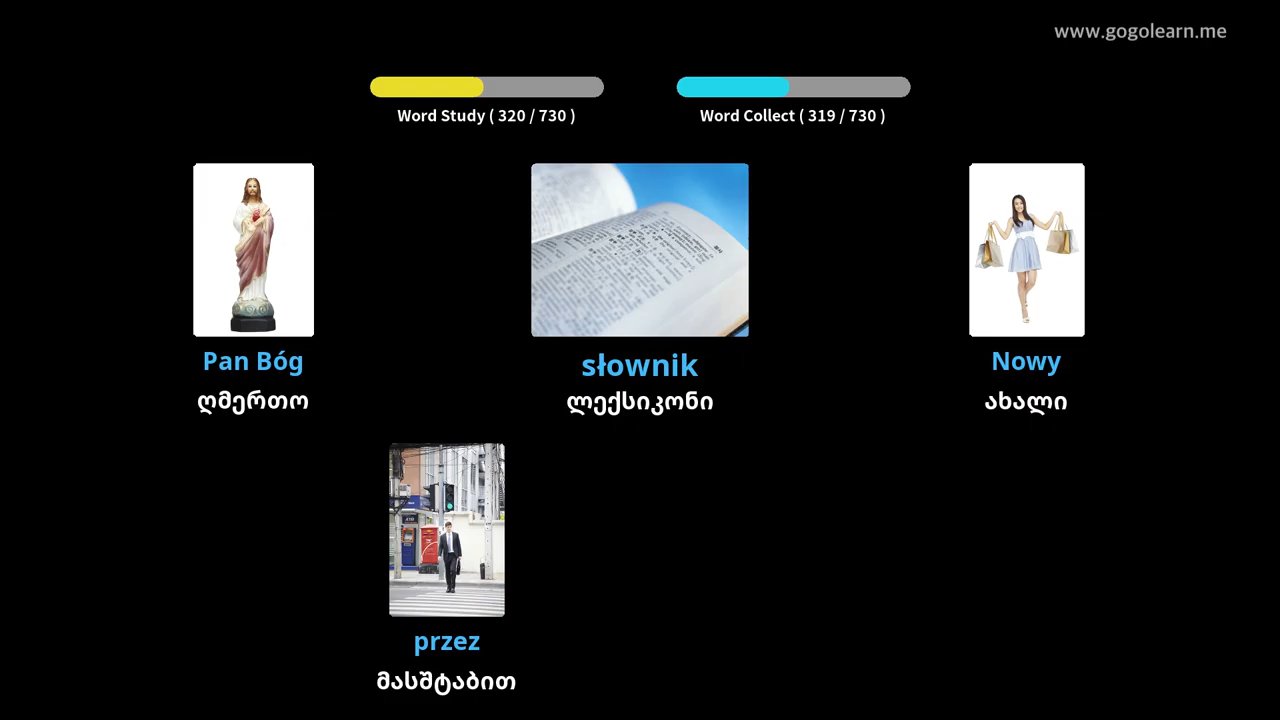 www.gogolearn.me
Word Study ( 320 / 730 )
Word Collect ( 319 / 730 )
Pan Bóg
ღმერთო
słownik
ლექსიკონი
Nowy
ახალი
przez
მასშტაბით